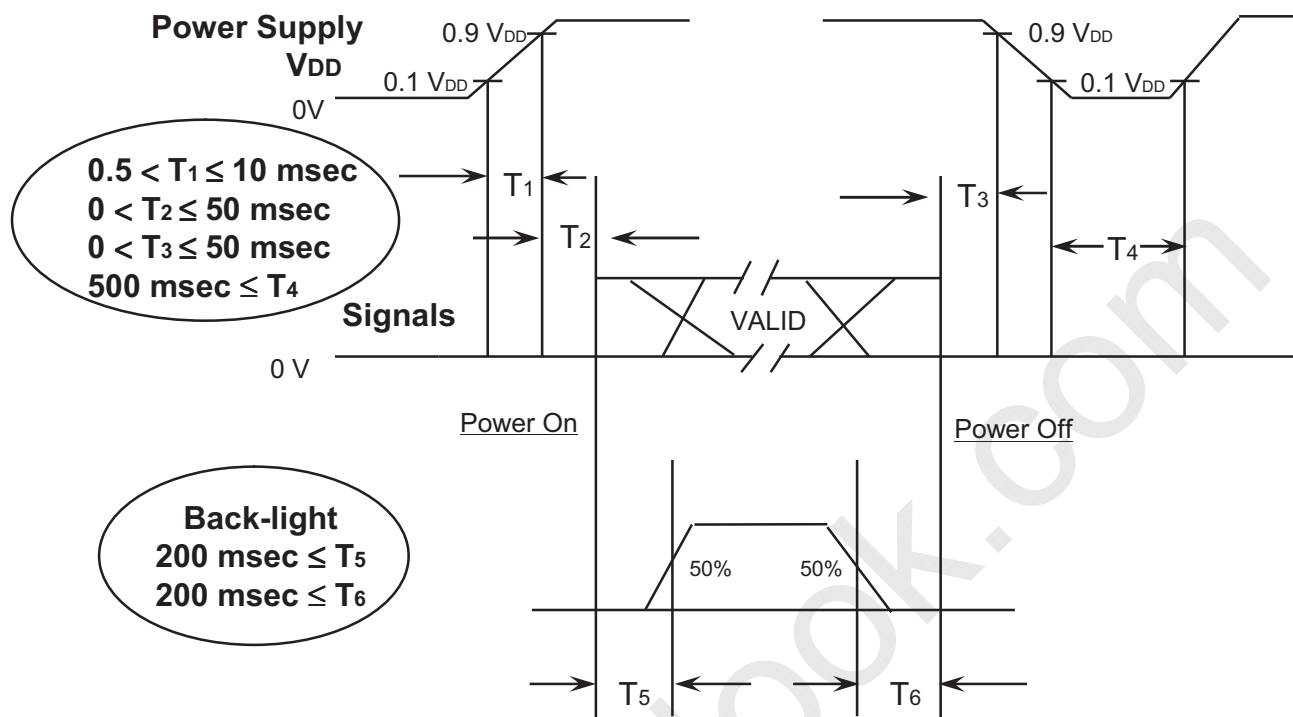 Power Supply
VDD
0.9 VDD
0.1 VDD
0V
0.9 VDD
0.1 VDD
0.5 < T1 ≤ 10 msec
0 < T2 ≤ 50 msec
0 < T3 ≤ 50 msec
500 msec ≤ T4
T1
T2
T3
T4
Signals
VALID
0 V
Power On
Power Off
Back-light
200 msec ≤ T5
200 msec ≤ T6
50%
50%
T5
T6
ook.com